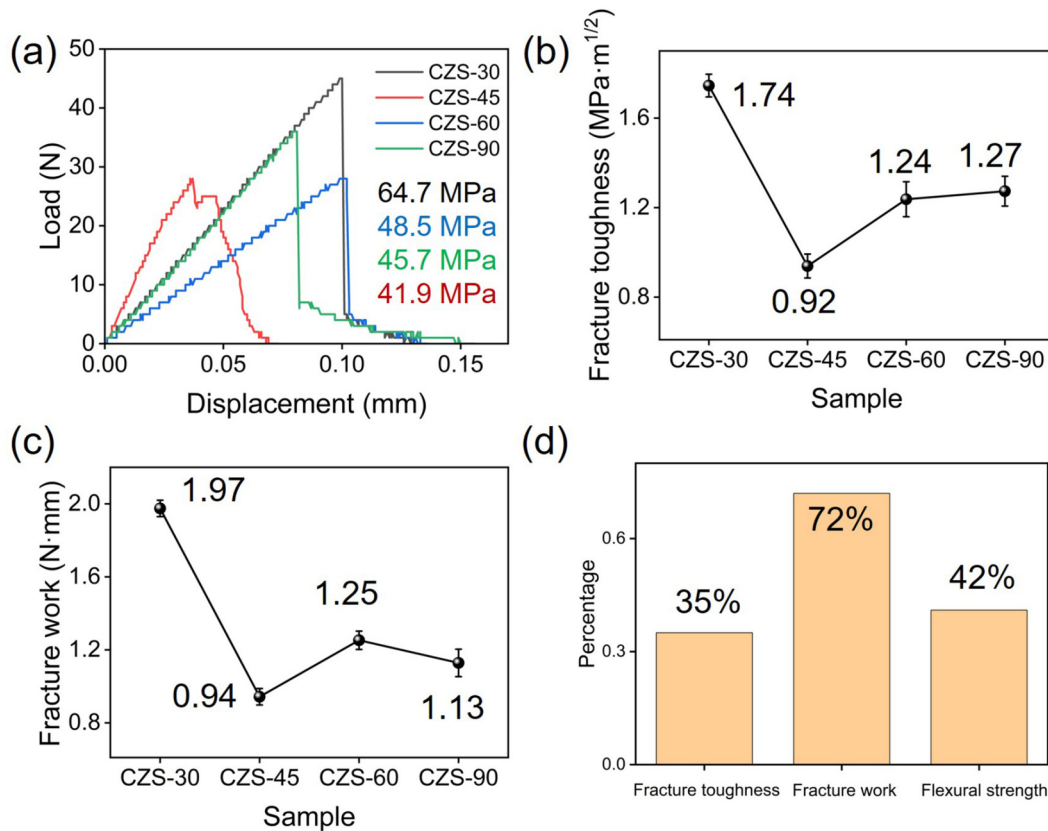 (a)
Load (N)
50
40
30
20
10
0
0.00
0.05
0.10
0.15
Displacement (mm)
CZS-30
CZS-45
CZS-60
CZS-90
64.7 MPa
48.5 MPa
45.7 MPa
41.9 MPa
(b)
Fracture toughness (MPa·m1/2)
1.6
1.2
0.8
1.74
0.92
1.24
1.27
CZS-30
CZS-45
CZS-60
CZS-90
Sample
(c)
Fracture work (N·mm)
2.0
1.6
1.2
0.8
1.97
0.94
1.25
1.13
CZS-30
CZS-45
CZS-60
CZS-90
Sample
(d)
Percentage
0.6
0.3
0.0
35%
72%
42%
Fracture toughness
Fracture work
Flexural strength